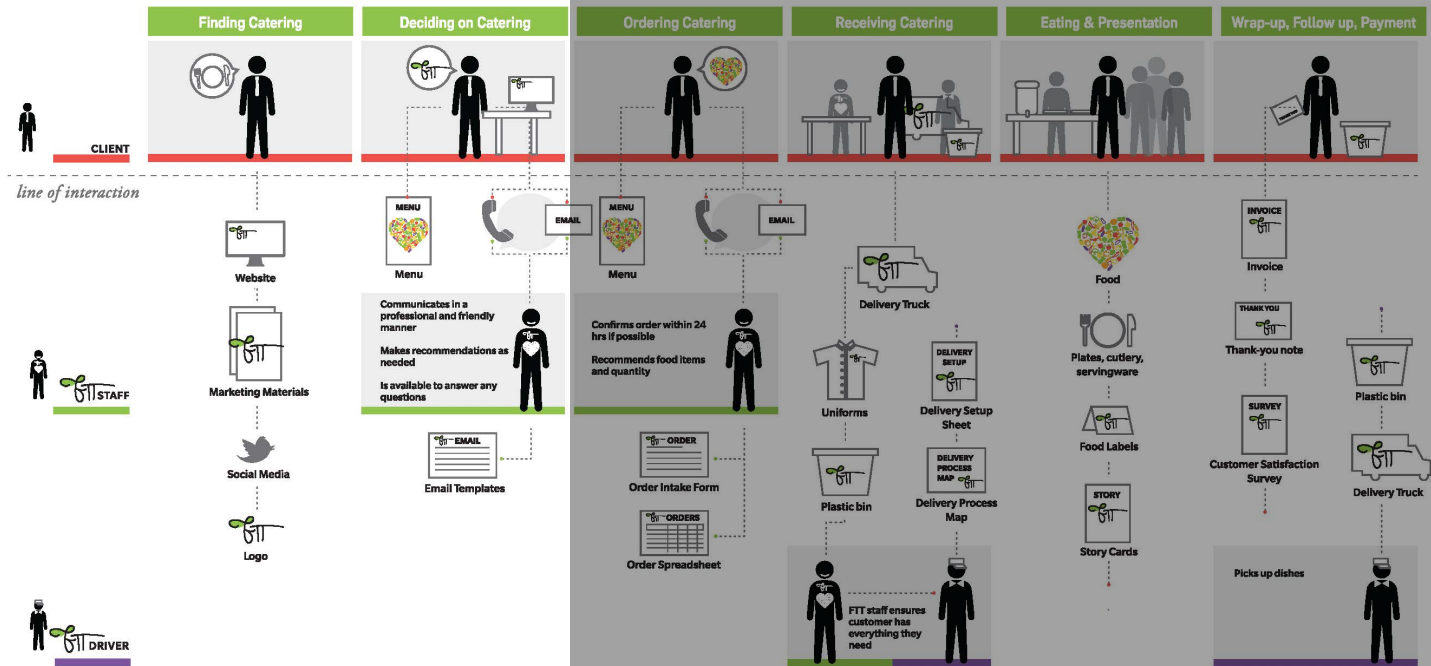 Finding Catering
Deciding on Catering
Ordering Catering
Receiving Catering
Eating & Presentation
Wrap-up, Follow up, Payment
CLIENT
line of interaction
Website
Marketing Materials
Social Media
Logo
MENU
Menu
EMAIL
Communicates in a
professional and friendly
manner
Makes recommendations as
needed
Is available to answer any
questions
EMAIL
Email Templates
MENU
Menu
EMAIL
Confirms order within 24
hrs if possible
Recommends food items
and quantity
ORDER
Order Intake Form
ORDERS
Order Spreadsheet
Delivery Truck
Uniforms
Plastic bin
DELIVERY
SETUP
Delivery Setup
Sheet
DELIVERY
PROCESS
MAP
Delivery Process
Map
FTT staff ensures
customer has
everything they
need
Food
Plates, cutlery,
servingware
Food Labels
STORY
Story Cards
THANK YOU
INVOICE
Invoice
THANK YOU
Thank-you note
SURVEY
Customer Satisfaction
Survey
Plastic bin
Delivery Truck
Picks up dishes
FTT STAFF
FTT DRIVER